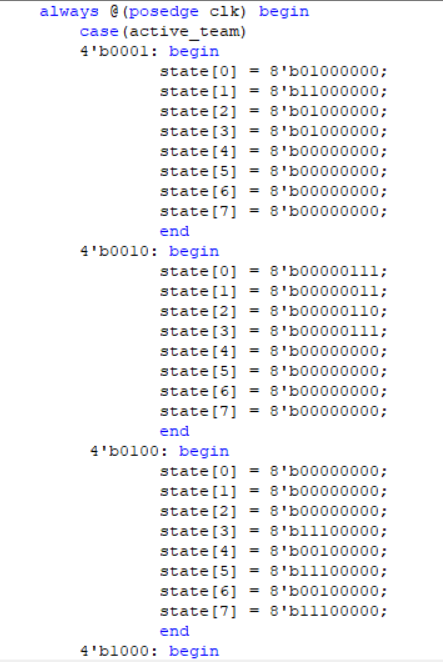 always @(posedge clk) begin
case(active_team)
4'b0001: begin
state[0] = 8'b01000000;
state[1] = 8'b11000000;
state[2] = 8'b01000000;
state[3] = 8'b01000000;
state[4] = 8'b00000000;
state[5] = 8'b00000000;
state[6] = 8'b00000000;
state[7] = 8'b00000000;
end
4'b0010: begin
state[0] = 8'b00000111;
state[1] = 8'b00000011;
state[2] = 8'b00000110;
state[3] = 8'b00000111;
state[4] = 8'b00000000;
state[5] = 8'b00000000;
state[6] = 8'b00000000;
state[7] = 8'b00000000;
end
4'b0100: begin
state[0] = 8'b00000000;
state[1] = 8'b00000000;
state[2] = 8'b00000000;
state[3] = 8'b11100000;
state[4] = 8'b00100000;
state[5] = 8'b11100000;
state[6] = 8'b00100000;
state[7] = 8'b11100000;
end
4'b1000: begin